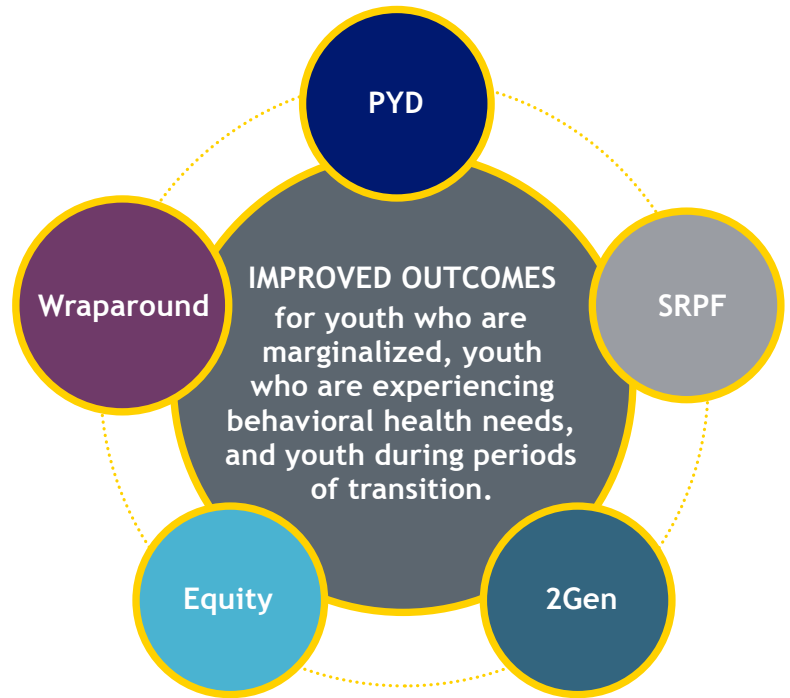 PYD
Wraparound
SRPF
IMPROVED OUTCOMES
for youth who are
marginalized, youth
who are experiencing
behavioral health needs,
and youth during periods
of transition.
Equity
2Gen